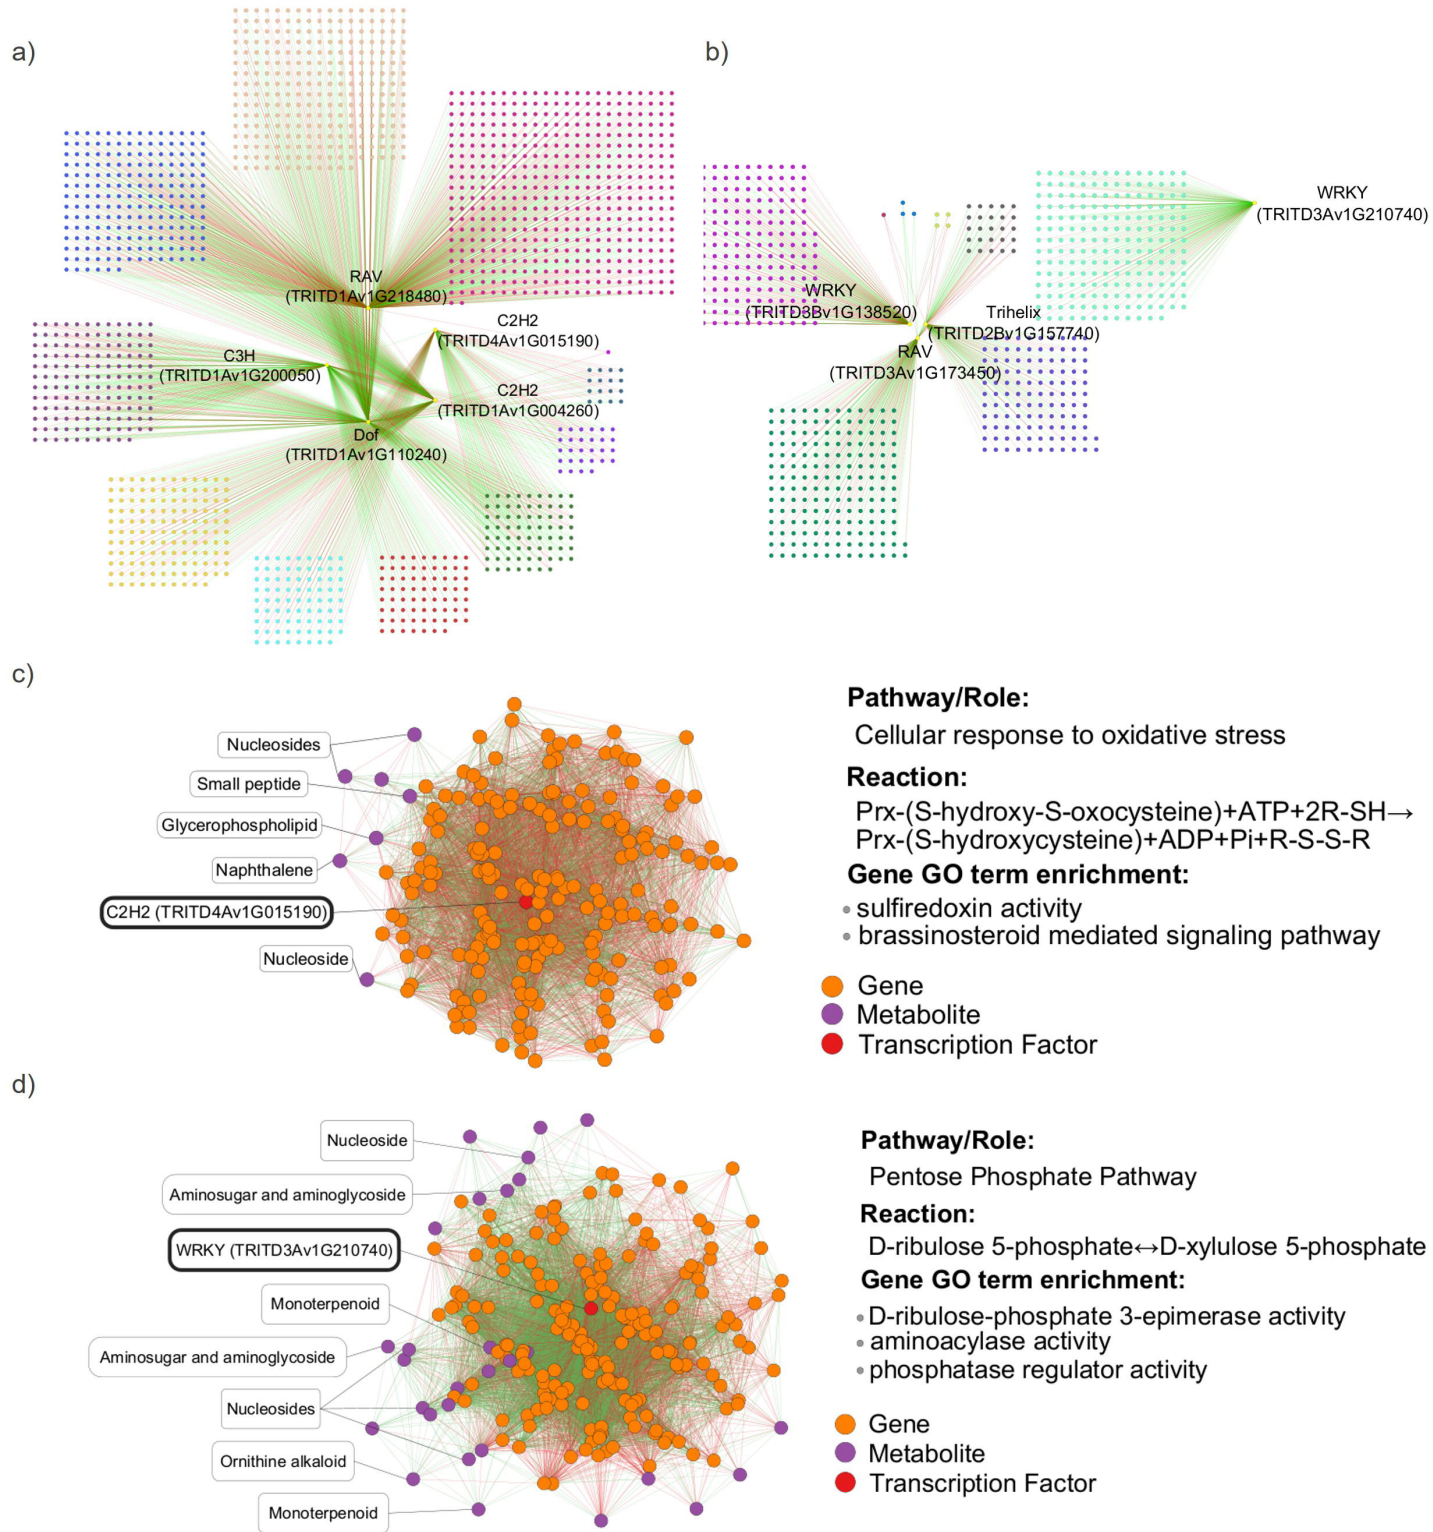 a)
RAV
(TRITD1Av1G218480)
C2H2
(TRITD4Av1G015190)
C3H
(TRITD1Av1G200050)
C2H2
(TRITD1Av1G004260)
Dof
(TRITD1Av1G110240)
b)
WRKY
(TRITD3Av1G210740)
WRKY
(TRITD3Bv1G138520)
Trihelix
(TRITD2Bv1G157740)
RAV
(TRITD3Av1G173450)
c)
Nucleosides
Small peptide
Glycerophospholipid
Naphthalene
C2H2 (TRITD4Av1G015190)
Nucleoside
Pathway/Role:
Cellular response to oxidative stress
Reaction:
Prx-(S-hydroxy-S-oxocysteine)+ATP+2R-SH→
Prx-(S-hydroxycysteine)+ADP+Pi+R-S-S-R
Gene GO term enrichment:
• sulfiredoxin activity
• brassinosteroid mediated signaling pathway
Gene
Metabolite
Transcription Factor
d)
Nucleoside
Aminosugar and aminoglycoside
WRKY (TRITD3Av1G210740)
Monoterpenoid
Aminosugar and aminoglycoside
Nucleosides
Ornithine alkaloid
Monoterpenoid
Pathway/Role:
Pentose Phosphate Pathway
Reaction:
D-ribulose 5-phosphate↔D-xylulose 5-phosphate
Gene GO term enrichment:
• D-ribulose-phosphate 3-epimerase activity
• aminoacylase activity
• phosphatase regulator activity
Gene
Metabolite
Transcription Factor